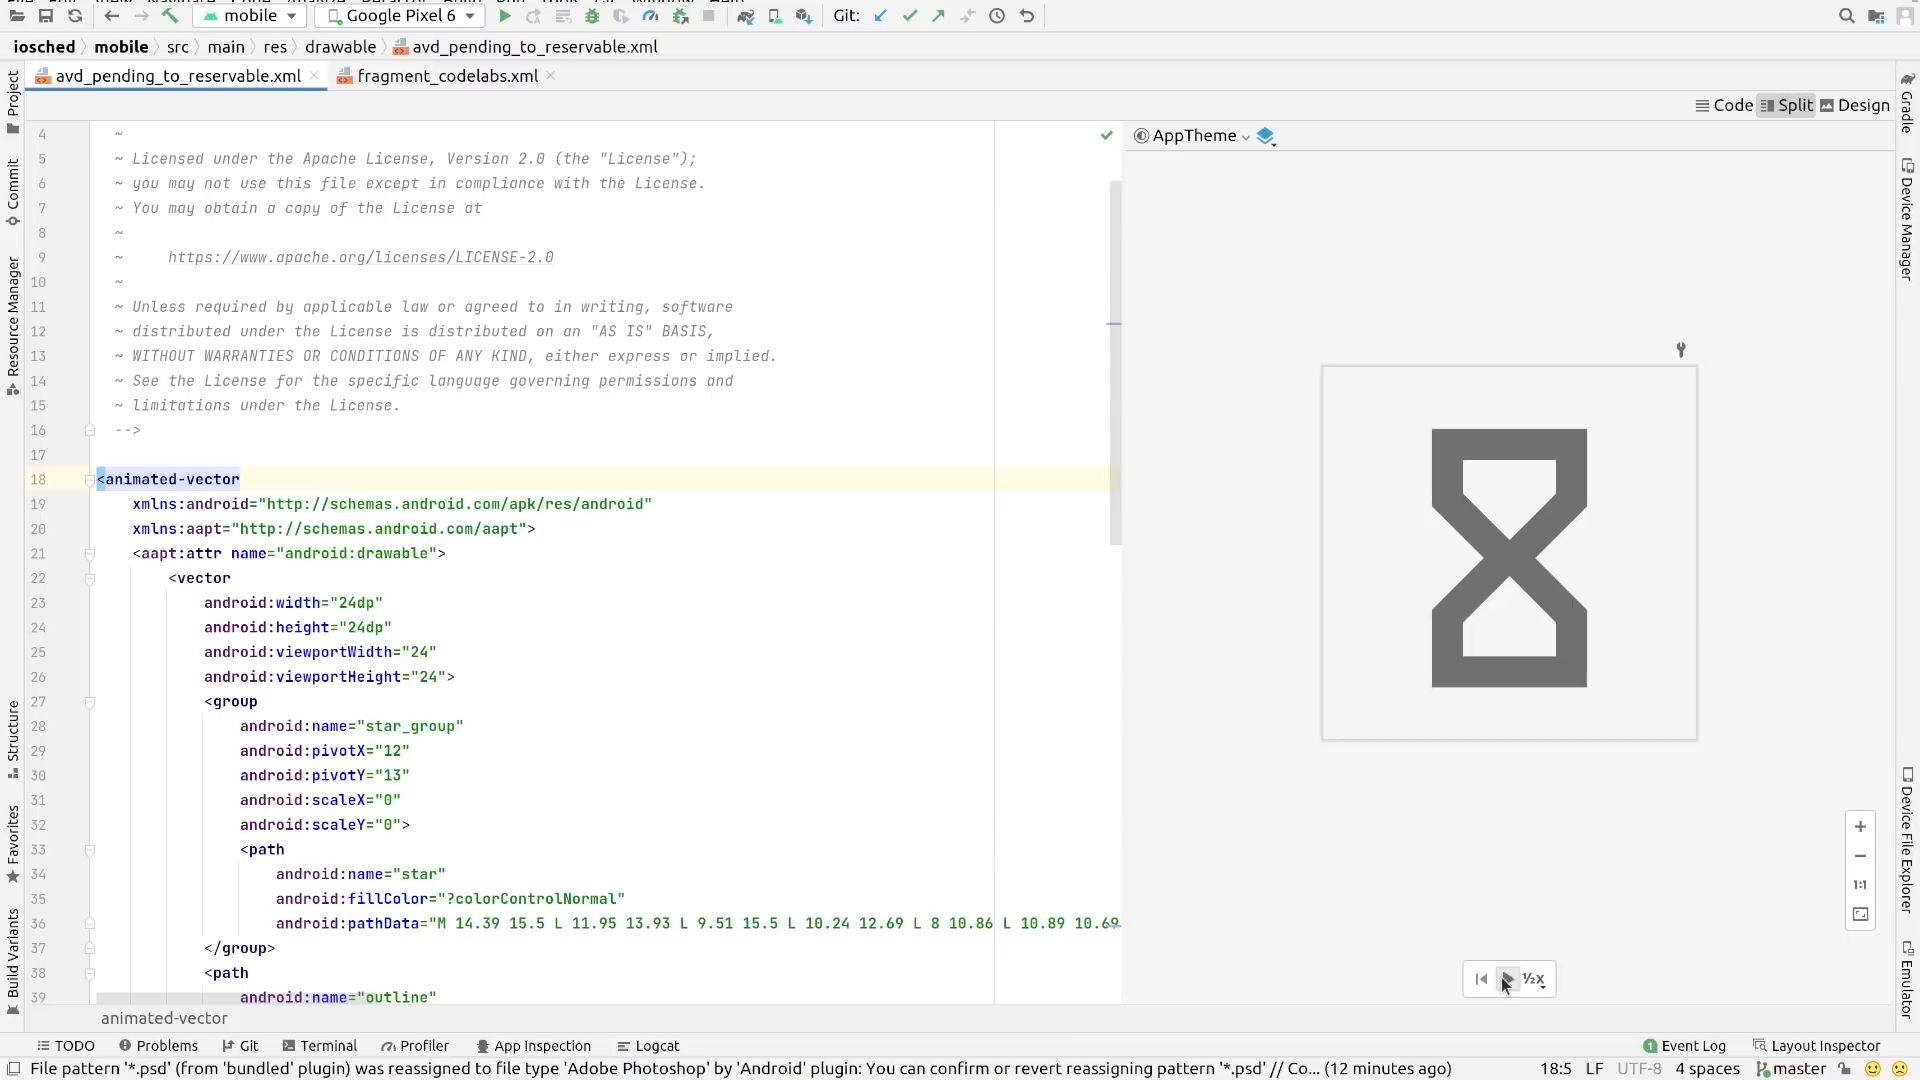 mobile
Google Pixel 6
Git:
iosched
mobile
src
main
res
drawable
avd_pending_to_reservable.xml
avd_pending_to_reservable.xml
fragment_codelabs.xml
Code
Split
Design
AppTheme
Project
Commit
Resource Manager
Structure
Favorites
Build Variants
Gradle
Device Manager
Device File Explorer
Emulator
4 ~
5 ~ Licensed under the Apache License, Version 2.0 (the "License");
6 ~ you may not use this file except in compliance with the License.
7 ~ You may obtain a copy of the License at
8 ~
9 ~ https://www.apache.org/licenses/LICENSE-2.0
10 ~
11 ~ Unless required by applicable law or agreed to in writing, software
12 ~ distributed under the License is distributed on an "AS IS" BASIS,
13 ~ WITHOUT WARRANTIES OR CONDITIONS OF ANY KIND, either express or implied.
14 ~ See the License for the specific language governing permissions and
15 ~ limitations under the License.
16 -->
17
18 <animated-vector
19 xmlns:android="http://schemas.android.com/apk/res/android"
20 xmlns:aapt="http://schemas.android.com/aapt">
21 <aapt:attr name="android:drawable">
22 <vector
23 android:width="24dp"
24 android:height="24dp"
25 android:viewportWidth="24"
26 android:viewportHeight="24">
27 <group
28 android:name="star_group"
29 android:pivotX="12"
30 android:pivotY="13"
31 android:scaleX="0"
32 android:scaleY="0">
33 <path
34 android:name="star"
35 android:fillColor="?colorControlNormal"
36 android:pathData="M 14.39 15.5 L 11.95 13.93 L 9.51 15.5 L 10.24 12.69 L 8 10.86 L 10.89 10.69
37 </group>
38 <path
39 android:name="outline"
animated-vector
1:1
½x
TODO
Problems
Git
Terminal
Profiler
App Inspection
Logcat
1 Event Log
Layout Inspector
File pattern '*.psd' (from 'bundled' plugin) was reassigned to file type 'Adobe Photoshop' by 'Android' plugin: You can confirm or revert reassigning pattern '*.psd' // Co... (12 minutes ago)
18:5
LF
UTF-8
4 spaces
master